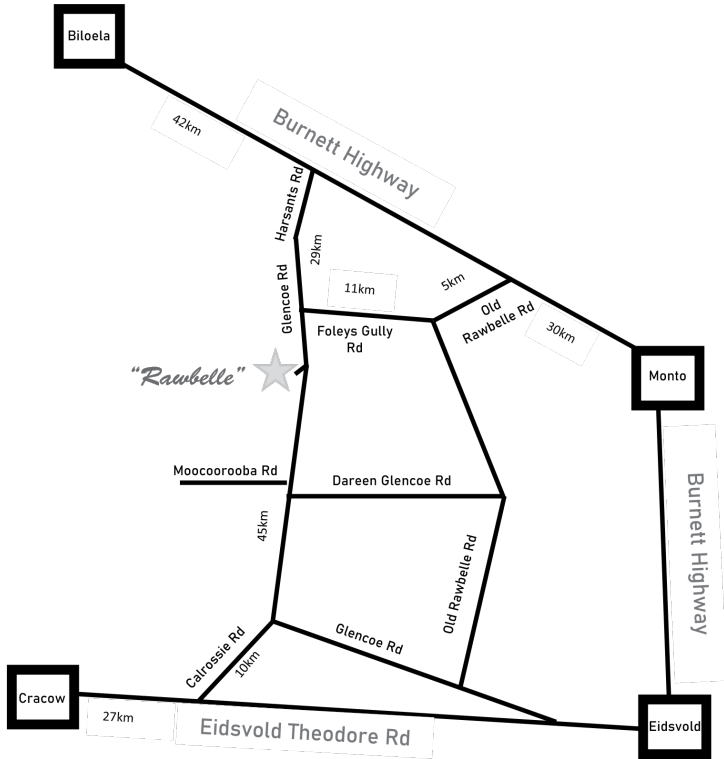 Biloela
42km
Burnett Highway
Harsants Rd
29km
Glencoe Rd
11km
5km
Old
Rawbelle Rd
30km
Foleys Gully
Rd
"Rawbelle"
Monto
Moocoorooba Rd
Dareen Glencoe Rd
45km
Burnett Highway
Old Rawbelle Rd
Glencoe Rd
Calrossie Rd
10km
Cracow
27km
Eidsvold Theodore Rd
Eidsvold